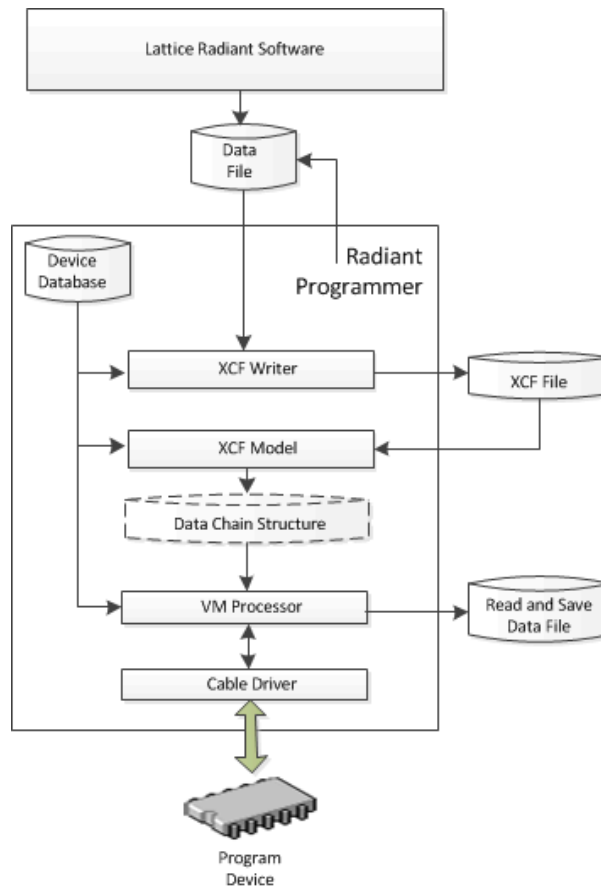 Lattice Radiant Software
Data
File
Device
Database
Radiant
Programmer
XCF Writer
XCF File
XCF Model
Data Chain Structure
VM Processor
Read and Save
Data File
Cable Driver
Program
Device